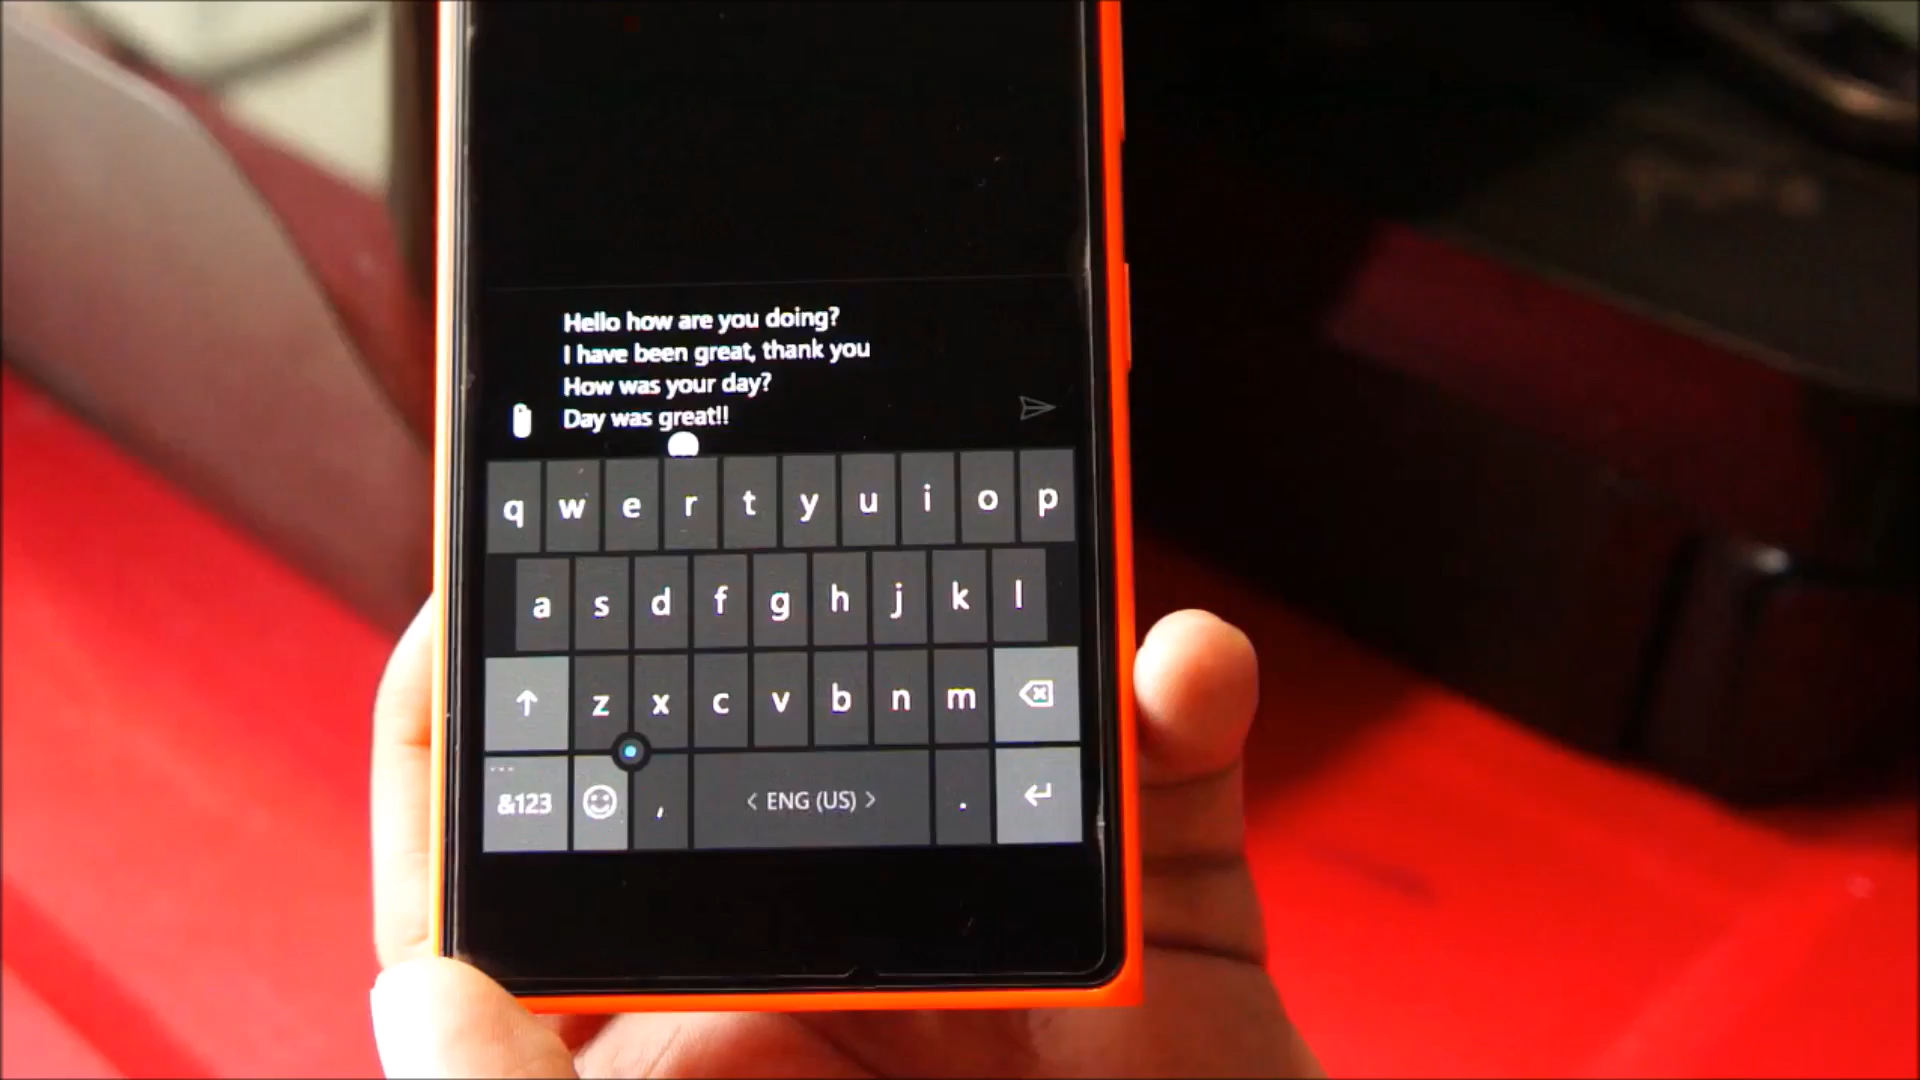 Hello how are you doing?
I have been great, thank you
How was your day?
Day was great!!
q w e r t y u i o p
a s d f g h j k l
z x c v b n m
&123 , < ENG (US) > .